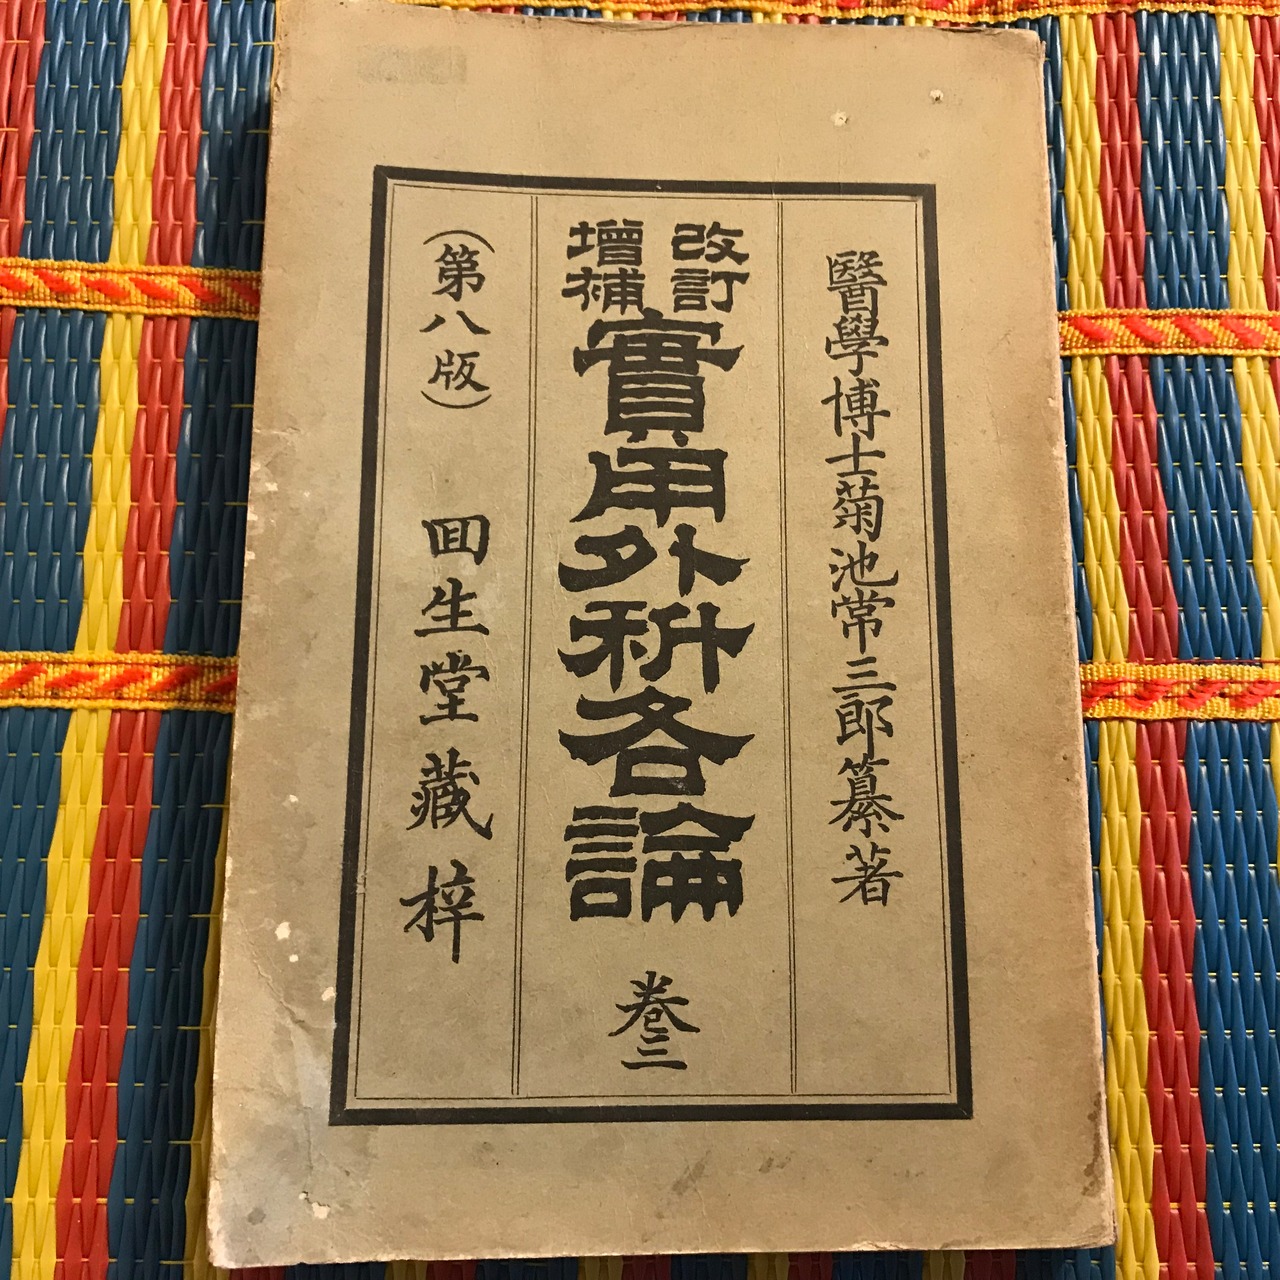 醫學博士菊池常三郎纂著
改訂
增補
實用外科各論
卷三
(第八版)
回生堂藏梓